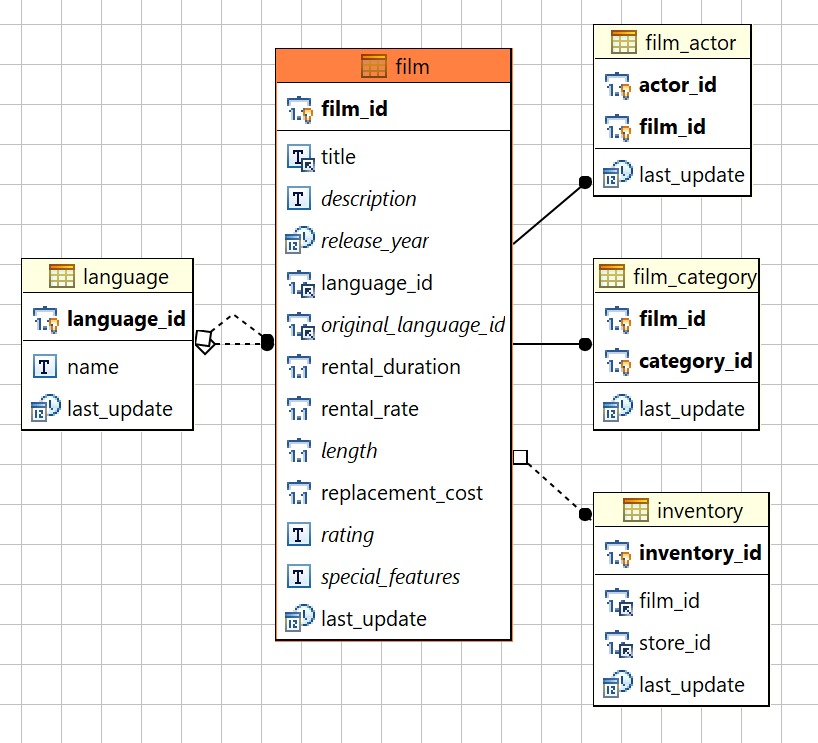 language
language_id
name
last_update
film
film_id
title
description
release_year
language_id
original_language_id
rental_duration
rental_rate
length
replacement_cost
rating
special_features
last_update
film_actor
actor_id
film_id
last_update
film_category
film_id
category_id
last_update
inventory
inventory_id
film_id
store_id
last_update